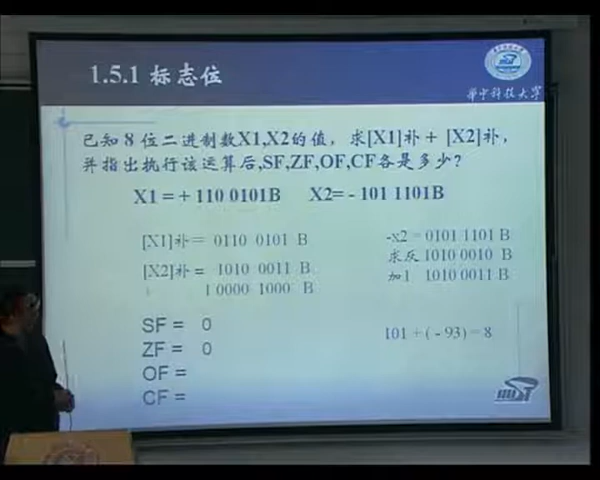 1.5.1 标志位
华中科技大学
已知 8 位二进制数X1,X2的值，求[X1]补 + [X2]补，
并指出执行该运算后,SF,ZF,OF,CF各是多少?
X1 = + 110 0101B X2= - 101 1101B
[X1]补 = 0110 0101 B
-x2 = 0101 1101 B
求反 1010 0010 B
[X2]补 = 1010 0011 B
加1 1010 0011 B
1 0000 1000 B
SF = 0
ZF = 0
101 + ( - 93) = 8
OF =
CF =